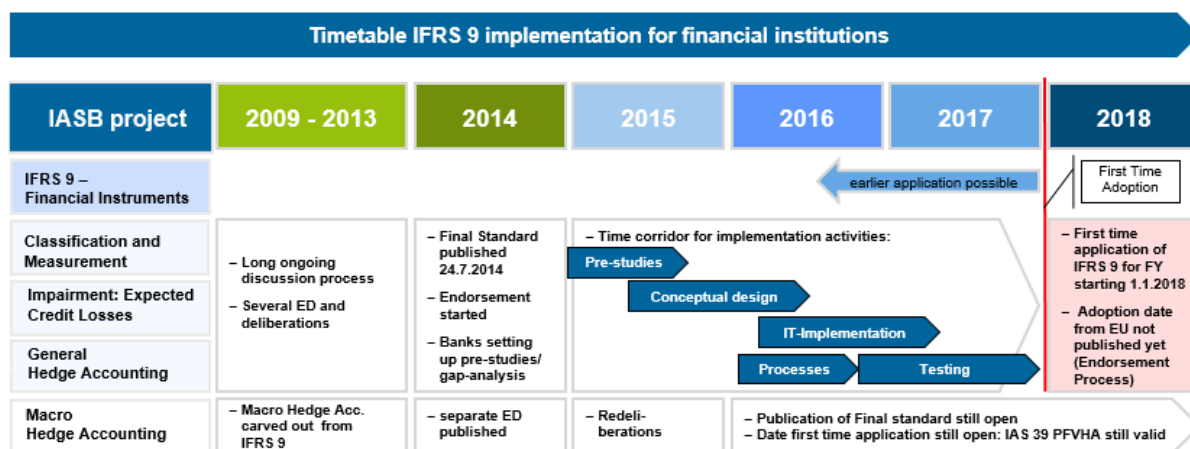 Timetable IFRS 9 implementation for financial institutions
IASB project
2009 - 2013
2014
2015
2016
2017
2018
IFRS 9 –
Financial Instruments
earlier application possible
First Time
Adoption
Classification and
Measurement
Impairment: Expected
Credit Losses
General
Hedge Accounting
– Long ongoing
discussion process
– Several ED and
deliberations
– Final Standard
published
24.7.2014
– Endorsement
started
– Banks setting
up pre-studies/
gap-analysis
– Time corridor for implementation activities:
Pre-studies
Conceptual design
IT-Implementation
Processes
Testing
– First time
application of
IFRS 9 for FY
starting 1.1.2018
– Adoption date
from EU not
published yet
(Endorsement
Process)
Macro
Hedge Accounting
– Macro Hedge Acc.
carved out from
IFRS 9
– separate ED
published
– Redeli-
berations
– Publication of Final standard still open
– Date first time application still open: IAS 39 PFVHA still valid